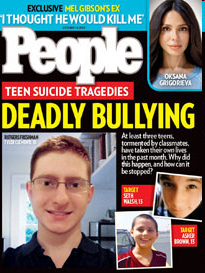 EXCLUSIVE MEL GIBSON'S EX
'I THOUGHT HE WOULD KILL ME'
People
OKSANA
GRIGORIEVA
TEEN SUICIDE TRAGEDIES
DEADLY BULLYING
RUTGERS FRESHMAN
TYLER CLEMENTI, 18
At least three teens,
tormented by classmates,
have taken their own lives
in the past month. Why did
this happen, and how can it
be stopped?
TARGET
SETH
WALSH, 13
TARGET
ASHER
BROWN, 13